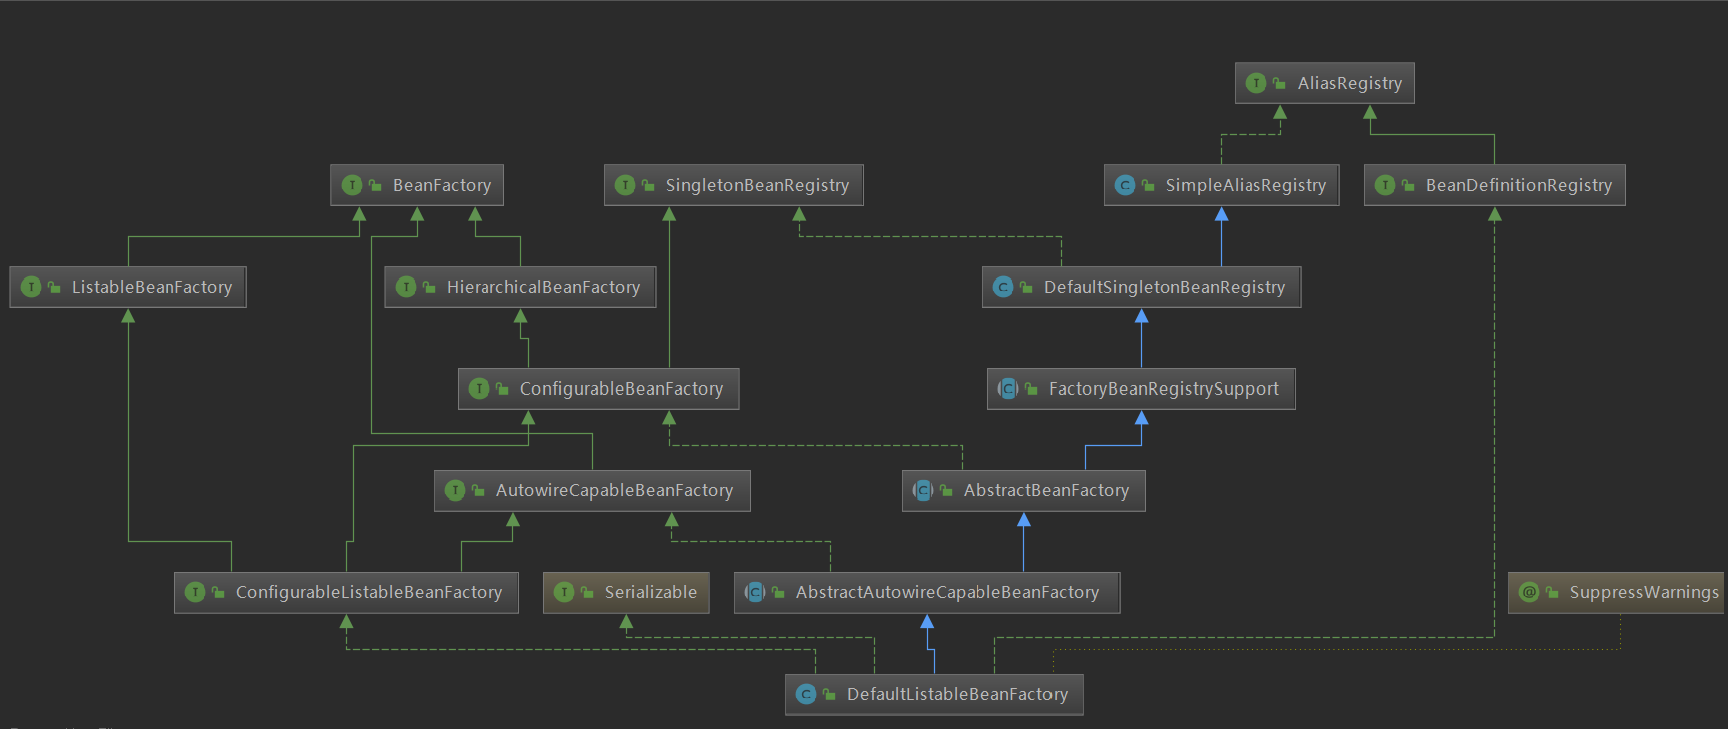 AliasRegistry
BeanFactory
SingletonBeanRegistry
SimpleAliasRegistry
BeanDefinitionRegistry
ListableBeanFactory
HierarchicalBeanFactory
DefaultSingletonBeanRegistry
ConfigurableBeanFactory
FactoryBeanRegistrySupport
AutowireCapableBeanFactory
AbstractBeanFactory
ConfigurableListableBeanFactory
Serializable
AbstractAutowireCapableBeanFactory
SuppressWarnings
DefaultListableBeanFactory